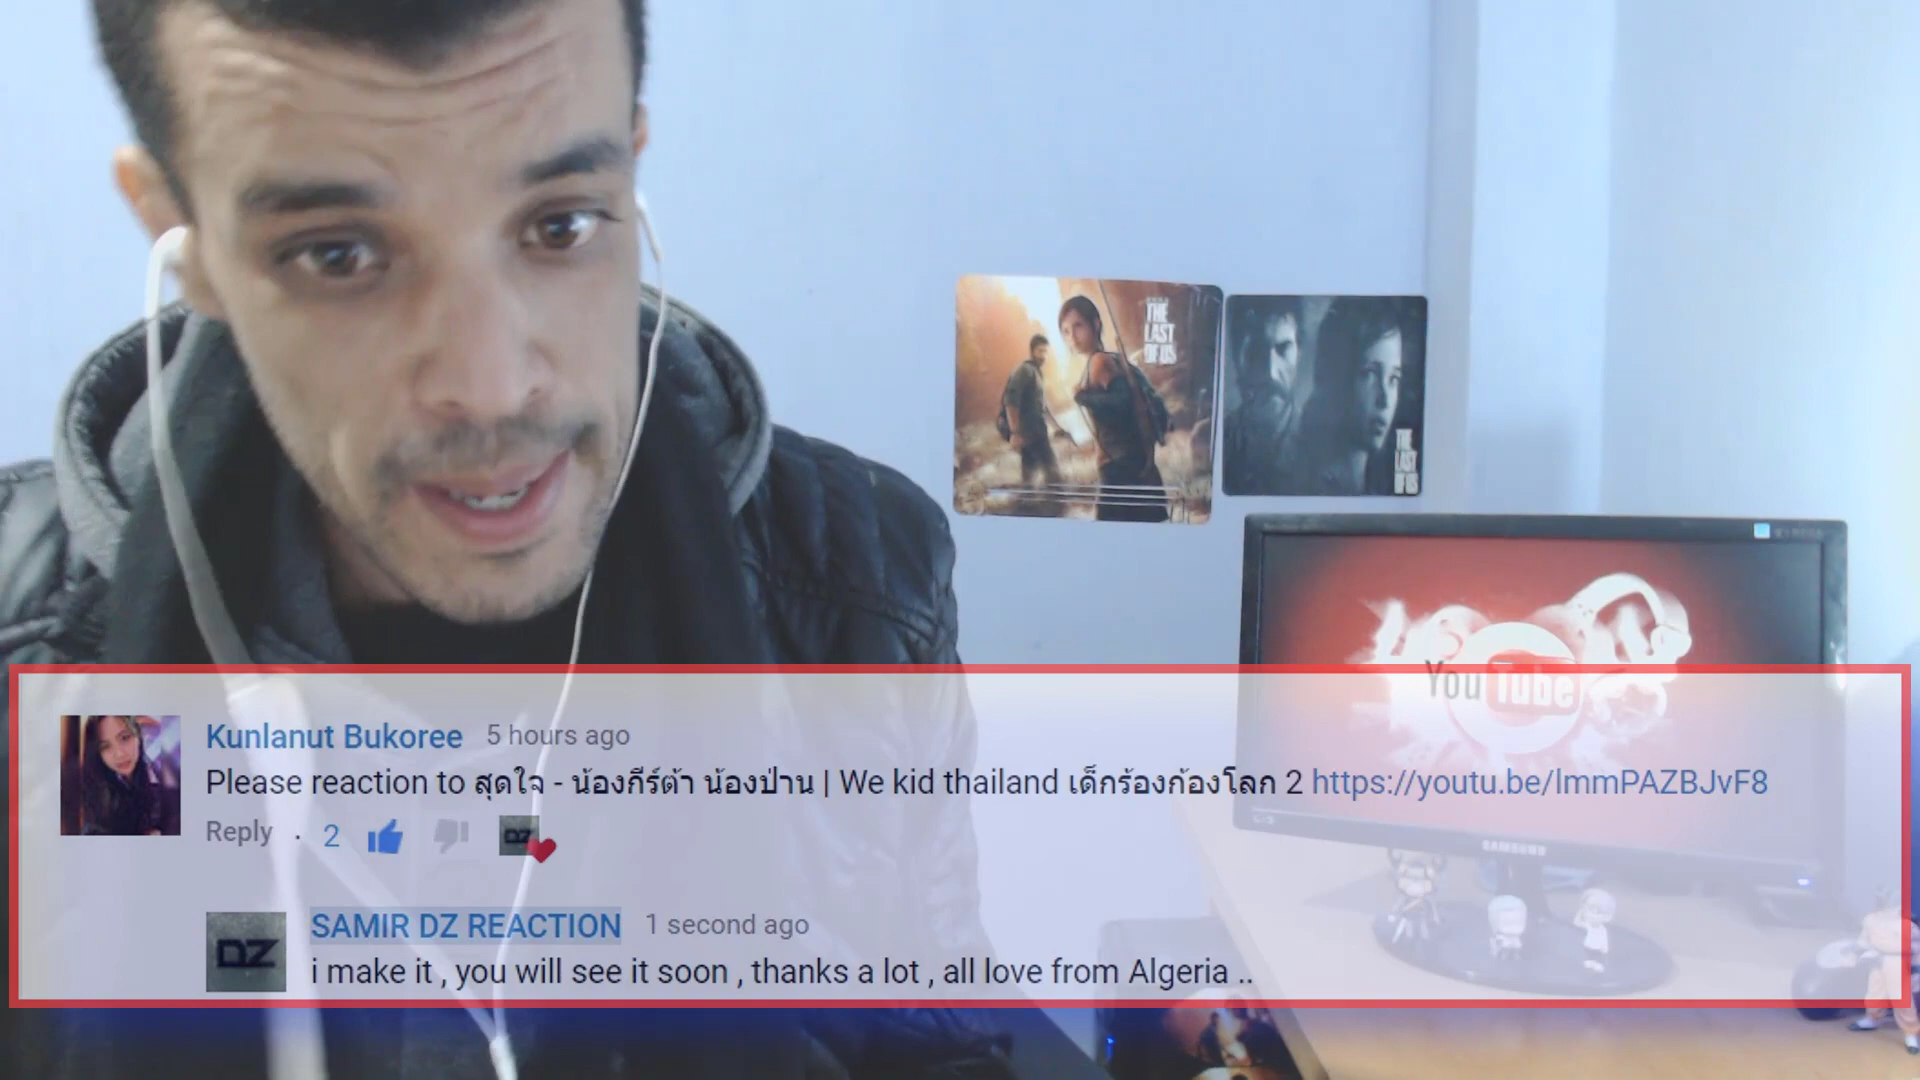 THE
LAST
OF US
THE
LAST
OF US
YouTube
SAMSUNG
Kunlanut Bukoree 5 hours ago
Please reaction to สุดใจ - น้องกีร์ต้า น้องป่าน | We kid thailand เด็กร้องก้องโลก 2 https://youtu.be/lmmPAZBJvF8
Reply · 2
DZ
SAMIR DZ REACTION 1 second ago
DZ
i make it , you will see it soon , thanks a lot , all love from Algeria ..